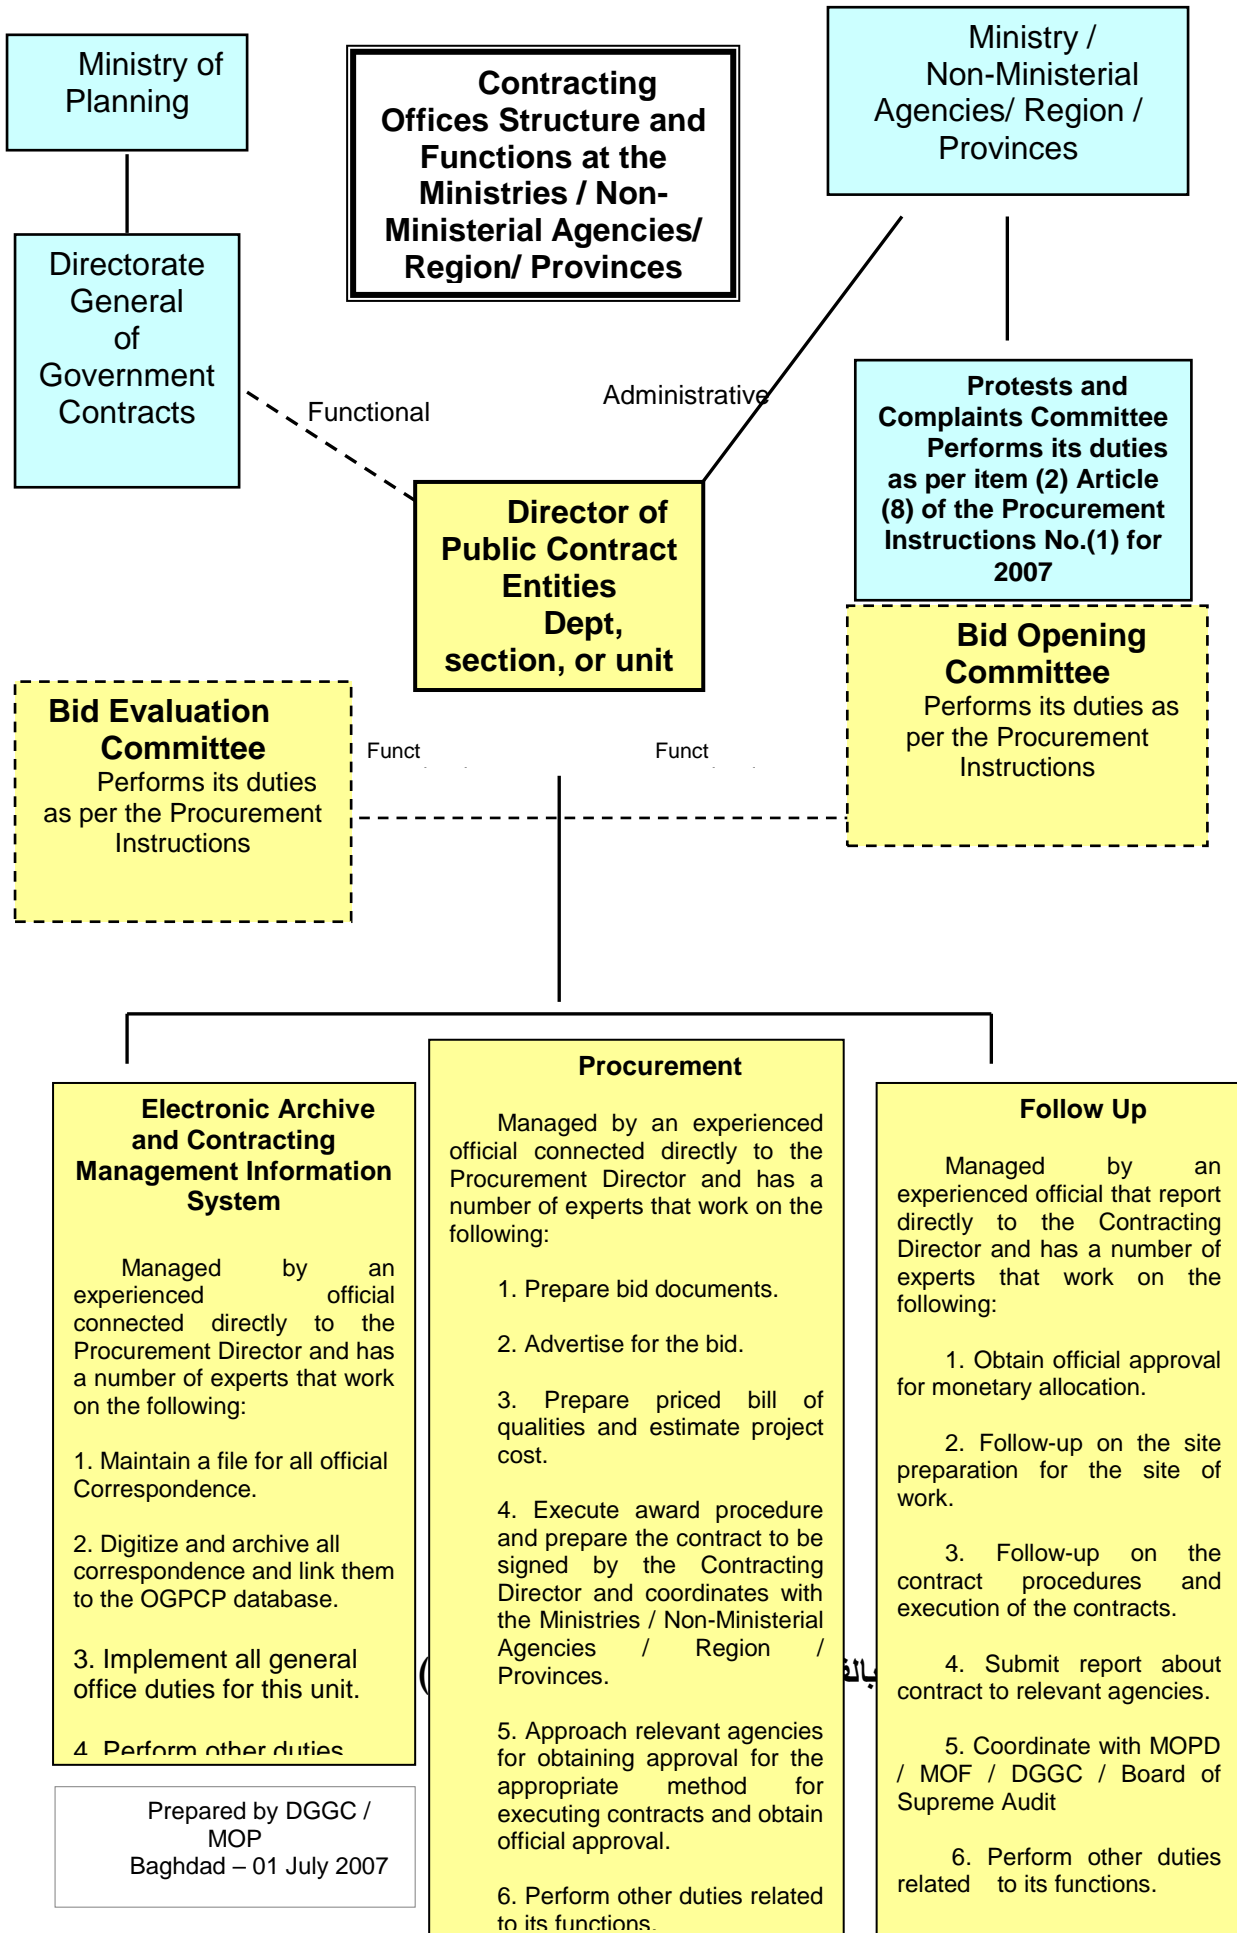 Ministry of
Planning
Contracting
Offices Structure and
Functions at the
Ministries / Non-
Ministerial Agencies/
Region/ Provinces
Ministry /
Non-Ministerial
Agencies/ Region /
Provinces
Directorate
General
of
Government
Contracts
Functional
Administrative
Protests and
Complaints Committee
Performs its duties
as per item (2) Article
(8) of the Procurement
Instructions No.(1) for
2007
Director of
Public Contract
Entities
Dept,
section, or unit
Bid Opening
Committee
Performs its duties as
per the Procurement
Instructions
Bid Evaluation
Committee
Performs its duties
as per the Procurement
Instructions
Funct
Funct
Electronic Archive
and Contracting
Management Information
System
Managed by an
experienced official
connected directly to the
Procurement Director and has
a number of experts that work
on the following:
1. Maintain a file for all official
Correspondence.
2. Digitize and archive all
correspondence and link them
to the OGPCP database.
3. Implement all general
office duties for this unit.
4. Perform other duties
Prepared by DGGC /
MOP
Baghdad – 01 July 2007
Procurement
Managed by an experienced
official connected directly to the
Procurement Director and has a
number of experts that work on the
following:
1. Prepare bid documents.
2. Advertise for the bid.
3. Prepare priced bill of
qualities and estimate project
cost.
4. Execute award procedure
and prepare the contract to be
signed by the Contracting
Director and coordinates with
the Ministries / Non-Ministerial
Agencies / Region /
Provinces.
5. Approach relevant agencies
for obtaining approval for the
appropriate method for
executing contracts and obtain
official approval.
6. Perform other duties related
to its functions.
Follow Up
Managed by an
experienced official that report
directly to the Contracting
Director and has a number of
experts that work on the
following:
1. Obtain official approval
for monetary allocation.
2. Follow-up on the site
preparation for the site of
work.
3. Follow-up on the
contract procedures and
execution of the contracts.
4. Submit report about
contract to relevant agencies.
5. Coordinate with MOPD
/ MOF / DGGC / Board of
Supreme Audit
6. Perform other duties
related to its functions.